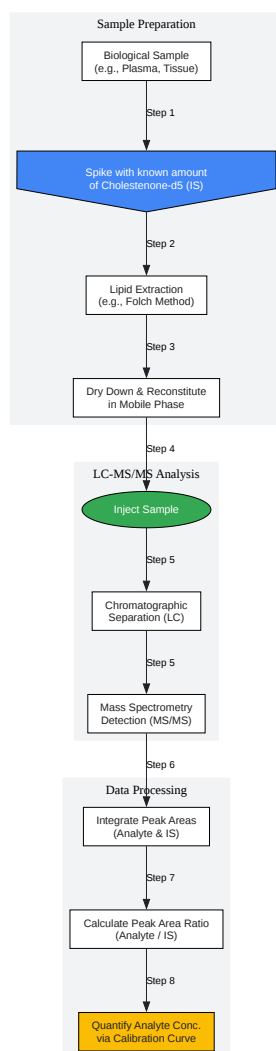 Sample Preparation
Biological Sample
(e.g., Plasma, Tissue)
Step 1
Spike with known amount
of Cholestenone-d5 (IS)
Step 2
Lipid Extraction
(e.g., Folch Method)
Step 3
Dry Down & Reconstitute
in Mobile Phase
Step 4
LC-MS/MS Analysis
Inject Sample
Step 5
Chromatographic
Separation (LC)
Step 5
Mass Spectrometry
Detection (MS/MS)
Step 6
Data Processing
Integrate Peak Areas
(Analyte & IS)
Step 7
Calculate Peak Area Ratio
(Analyte / IS)
Step 8
Quantify Analyte Conc.
via Calibration Curve